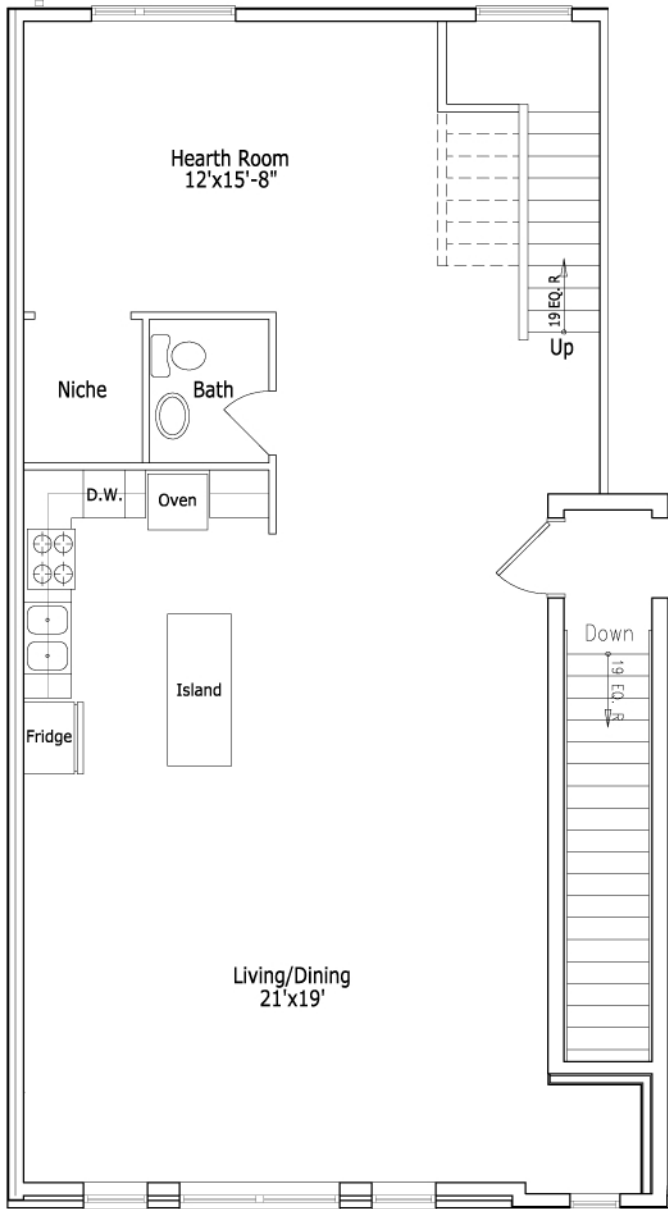 Hearth Room
12'x15'-8"
19 EQ. R
Up
Niche
Bath
D.W.
Oven
Down
19 EQ. R
Island
Fridge
Living/Dining
21'x19'